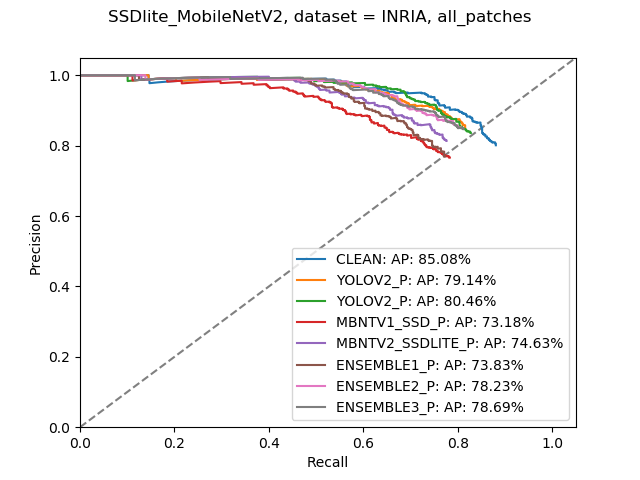 SSDlite_MobileNetV2, dataset = INRIA, all_patches
1.0
0.8
0.6
0.4
0.2
0.0
Precision
0.0 0.2 0.4 0.6 0.8 1.0
Recall
CLEAN: AP: 85.08%
YOLOV2_P: AP: 79.14%
YOLOV2_P: AP: 80.46%
MBNTV1_SSD_P: AP: 73.18%
MBNTV2_SSDLITE_P: AP: 74.63%
ENSEMBLE1_P: AP: 73.83%
ENSEMBLE2_P: AP: 78.23%
ENSEMBLE3_P: AP: 78.69%